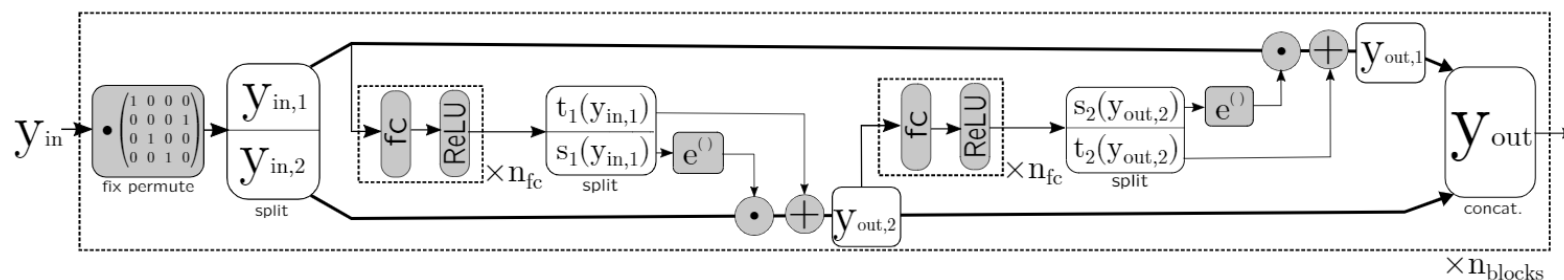 y_in
• (1 0 0 0
0 0 0 1
0 1 0 0
0 0 1 0)
fix permute
y_in,1
y_in,2
split
fc
ReLU
×n_fc
t_1(y_in,1)
s_1(y_in,1)
split
e^()
•
+
y_out,2
fc
ReLU
×n_fc
s_2(y_out,2)
t_2(y_out,2)
split
e^()
•
+
y_out,1
y_out
concat.
×n_blocks